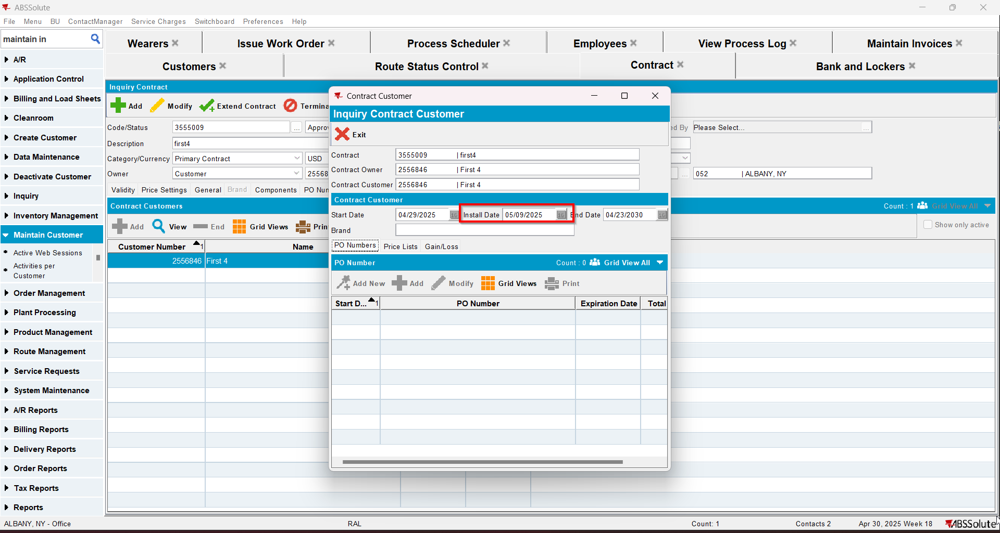 ABSSolute
File Menu BU ContactManager Service Charges Switchboard Preferences Help
maintain in
Wearers Issue Work Order Process Scheduler Employees View Process Log Maintain Invoices
Customers Route Status Control Contract Bank and Lockers
A/R
Application Control
Billing and Load Sheets
Cleanroom
Create Customer
Data Maintenance
Deactivate Customer
Inquiry
Inventory Management
Maintain Customer
Active Web Sessions
Activities per
Customer
Order Management
Plant Processing
Product Management
Route Management
Service Requests
System Maintenance
A/R Reports
Billing Reports
Delivery Reports
Order Reports
Tax Reports
Reports
Inquiry Contract
Add Modify Extend Contract Termina
Code/Status 3555009 ... Appro ed By Please Select... ...
Description first4
Category/Currency Primary Contract USD
Owner Customer 25568 ... 052 | ALBANY, NY
Validity Price Settings General Brand Components PO Num
Contract Customers Count : 1 Grid View All
Add View End Grid Views Prin Show only active
Customer Number 1 Name
2556846 First 4
Contract Customer
Inquiry Contract Customer
Exit
Contract 3555009 | first4
Contract Owner 2556846 | First 4
Contract Customer 2556846 | First 4
Contract Customer
Start Date 04/29/2025 16 Install Date 05/09/2025 16 End Date 04/23/2030 16
Brand
PO Numbers Price Lists Gain/Loss
PO Number Count : 0 Grid View All
Add New Add Modify Grid Views Print
Start D... 1 PO Number Expiration Date Total
ALBANY, NY - Office RAL Count: 1 Contacts 2 Apr 30, 2025 Week 18 ABSSolute